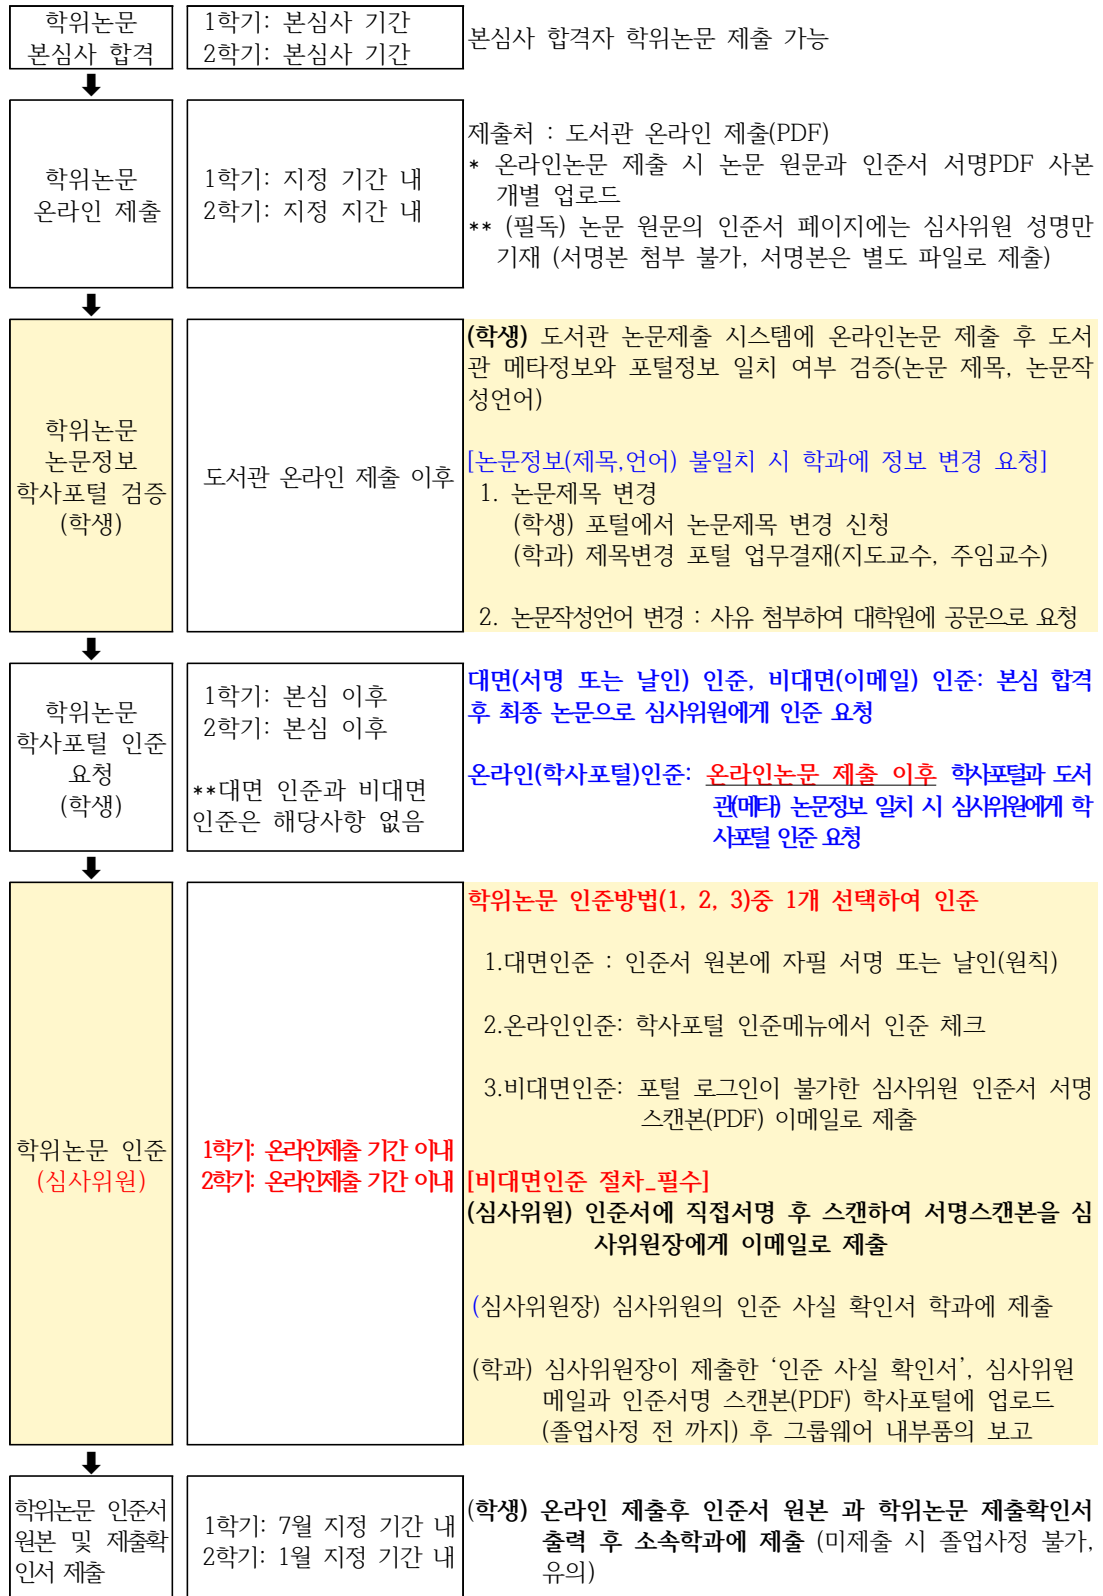 학위논문
본심사 합격
1학기: 본심사 기간
2학기: 본심사 기간
본심사 합격자 학위논문 제출 가능
학위논문
온라인 제출
1학기: 지정 기간 내
2학기: 지정 지간 내
제출처 : 도서관 온라인 제출(PDF)
* 온라인논문 제출 시 논문 원문과 인준서 서명PDF 사본
개별 업로드
** (필독) 논문 원문의 인준서 페이지에는 심사위원 성명만
기재 (서명본 첨부 불가, 서명본은 별도 파일로 제출)
학위논문
논문정보
학사포털 검증
(학생)
도서관 온라인 제출 이후
(학생) 도서관 논문제출 시스템에 온라인논문 제출 후 도서
관 메타정보와 포털정보 일치 여부 검증(논문 제목, 논문작
성언어)
[논문정보(제목,언어) 불일치 시 학과에 정보 변경 요청]
1. 논문제목 변경
(학생) 포털에서 논문제목 변경 신청
(학과) 제목변경 포털 업무결재(지도교수, 주임교수)
2. 논문작성언어 변경 : 사유 첨부하여 대학원에 공문으로 요청
학위논문
학사포털 인준
요청
(학생)
1학기: 본심 이후
2학기: 본심 이후
**대면 인준과 비대면
인준은 해당사항 없음
대면(서명 또는 날인) 인준, 비대면(이메일) 인준: 본심 합격
후 최종 논문으로 심사위원에게 인준 요청
온라인(학사포털)인준: 온라인논문 제출 이후 학사포털과 도서
관(메타) 논문정보 일치 시 심사위원에게 학
사포털 인준 요청
학위논문 인준
(심사위원)
1학기: 온라인제출 기간 이내
2학기: 온라인제출 기간 이내
학위논문 인준방법(1, 2, 3)중 1개 선택하여 인준
1.대면인준 : 인준서 원본에 자필 서명 또는 날인(원칙)
2.온라인인준: 학사포털 인준메뉴에서 인준 체크
3.비대면인준: 포털 로그인이 불가한 심사위원 인준서 서명
스캔본(PDF) 이메일로 제출
[비대면인준 절차_필수]
(심사위원) 인준서에 직접서명 후 스캔하여 서명스캔본을 심
사위원장에게 이메일로 제출
(심사위원장) 심사위원의 인준 사실 확인서 학과에 제출
(학과) 심사위원장이 제출한 ‘인준 사실 확인서’, 심사위원
메일과 인준서명 스캔본(PDF) 학사포털에 업로드
(졸업사정 전 까지) 후 그룹웨어 내부품의 보고
학위논문 인준서
원본 및 제출확
인서 제출
1학기: 7월 지정 기간 내
2학기: 1월 지정 기간 내
(학생) 온라인 제출후 인준서 원본 과 학위논문 제출확인서
출력 후 소속학과에 제출 (미제출 시 졸업사정 불가,
유의)